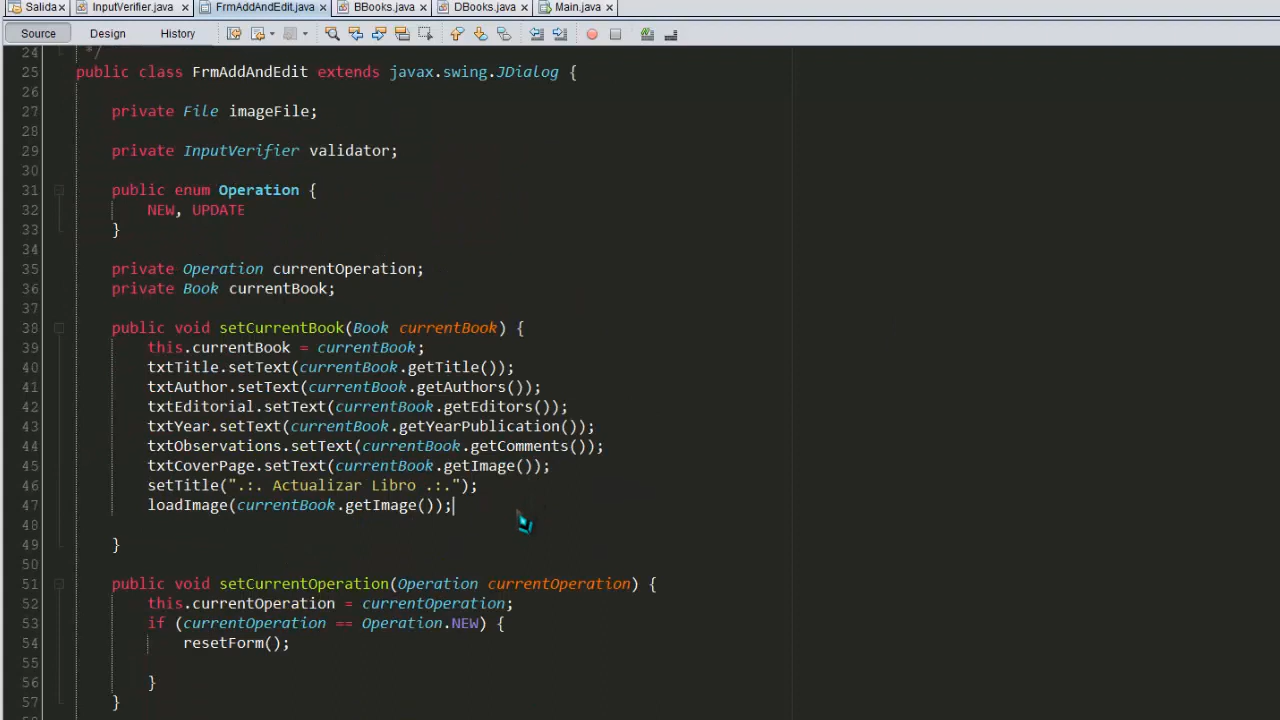 Salida InputVerifier.java FrmAddAndEdit.java BBooks.java DBooks.java Main.java
Source Design History
24 */
25 public class FrmAddAndEdit extends javax.swing.JDialog {
26
27 private File imageFile;
28
29 private InputVerifier validator;
30
31 public enum Operation {
32 NEW, UPDATE
33 }
34
35 private Operation currentOperation;
36 private Book currentBook;
37
38 public void setCurrentBook(Book currentBook) {
39 this.currentBook = currentBook;
40 txtTitle.setText(currentBook.getTitle());
41 txtAuthor.setText(currentBook.getAuthors());
42 txtEditorial.setText(currentBook.getEditors());
43 txtYear.setText(currentBook.getYearPublication());
44 txtObservations.setText(currentBook.getComments());
45 txtCoverPage.setText(currentBook.getImage());
46 setTitle(".:. Actualizar Libro .:.");
47 loadImage(currentBook.getImage());
48
49 }
50
51 public void setCurrentOperation(Operation currentOperation) {
52 this.currentOperation = currentOperation;
53 if (currentOperation == Operation.NEW) {
54 resetForm();
55
56 }
57 }